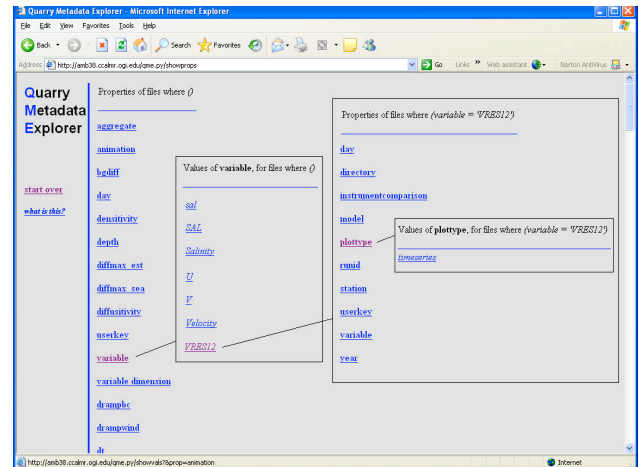 Quarry Metadata Explorer - Microsoft Internet Explorer
File Edit View Favorites Tools Help
Back Search Favorites
Address http://amb38.ccalmr.ogi.edu/qme.py/showprops Go Links » Web assistant Norton AntiVirus
Quarry
Metadata
Explorer
start over
what is this?
Properties of files where ()
aggregate
animation
bgdiff
day
densitivity
depth
diffmax_est
diffmax_sea
diffusitivity
userkey
variable
variable dimension
drampbc
drampwind
dt
Values of variable, for files where ()
sal
SAL
Salinity
U
V
Velocity
VRES12
Properties of files where (variable = 'VRES12')
day
directory
instrumentcomparison
model
plottype
runid
station
userkey
variable
year
Values of plottype, for files where (variable = 'VRES12')
timeseries
http://amb38.ccalmr.ogi.edu/qme.py/showvals?&prop=animation Internet